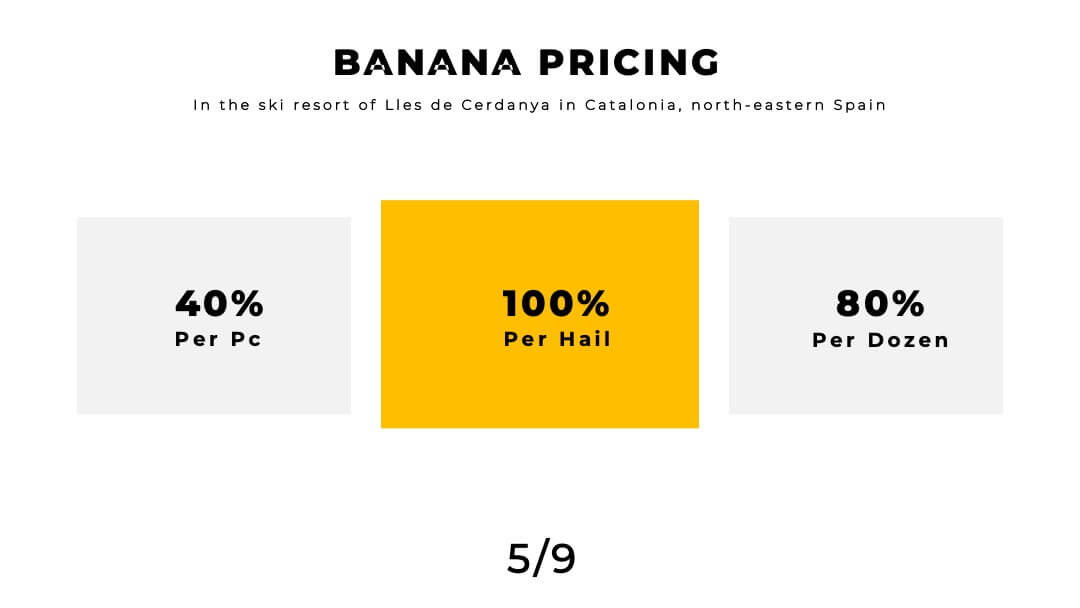 BANANA PRICING
In the ski resort of Lles de Cerdanya in Catalonia, north-eastern Spain
40%
Per Pc
100%
Per Hail
80%
Per Dozen
5/9